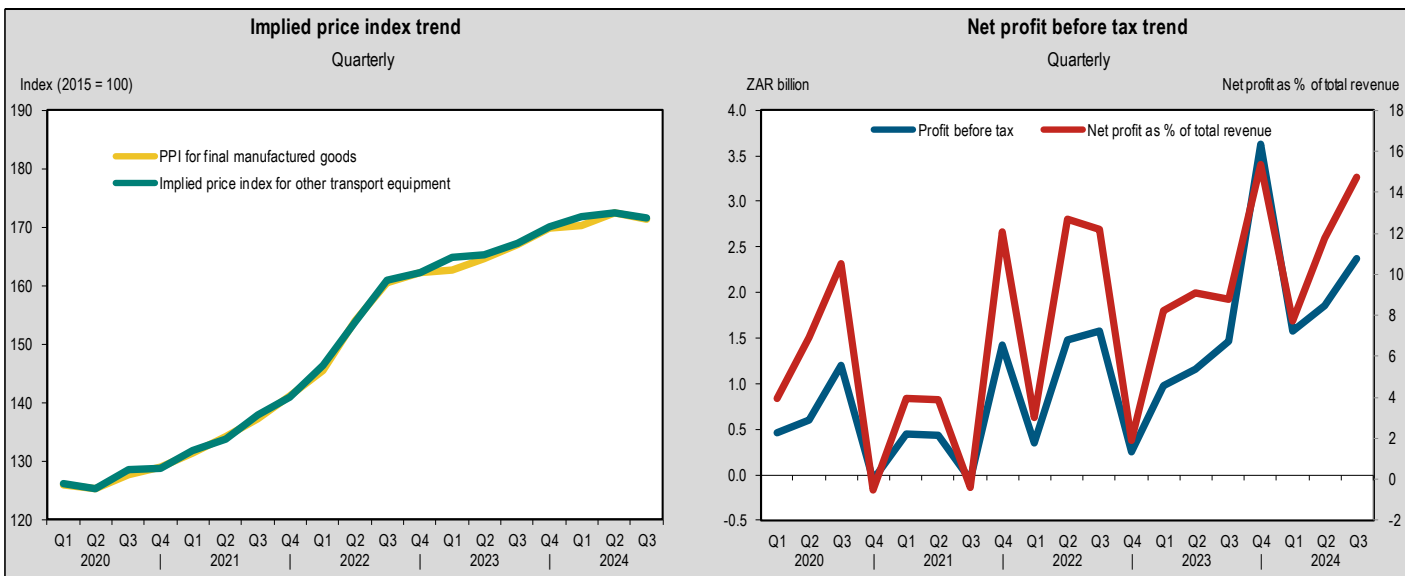 Implied price index trend
Quarterly
Index (2015 = 100)
190
180
170
160
150
140
130
120
PPI for final manufactured goods
Implied price index for other transport equipment
Q1 Q2 Q3 Q4 Q1 Q2 Q3 Q4 Q1 Q2 Q3 Q4 Q1 Q2 Q3 Q4 Q1 Q2 Q3
2020 | 2021 | 2022 | 2023 | 2024
Net profit before tax trend
Quarterly
ZAR billion
Net profit as % of total revenue
4.0
3.5
3.0
2.5
2.0
1.5
1.0
0.5
0.0
-0.5
Profit before tax
Net profit as % of total revenue
18
16
14
12
10
8
6
4
2
0
-2
Q1 Q2 Q3 Q4 Q1 Q2 Q3 Q4 Q1 Q2 Q3 Q4 Q1 Q2 Q3 Q4 Q1 Q2 Q3
2020 | 2021 | 2022 | 2023 | 2024